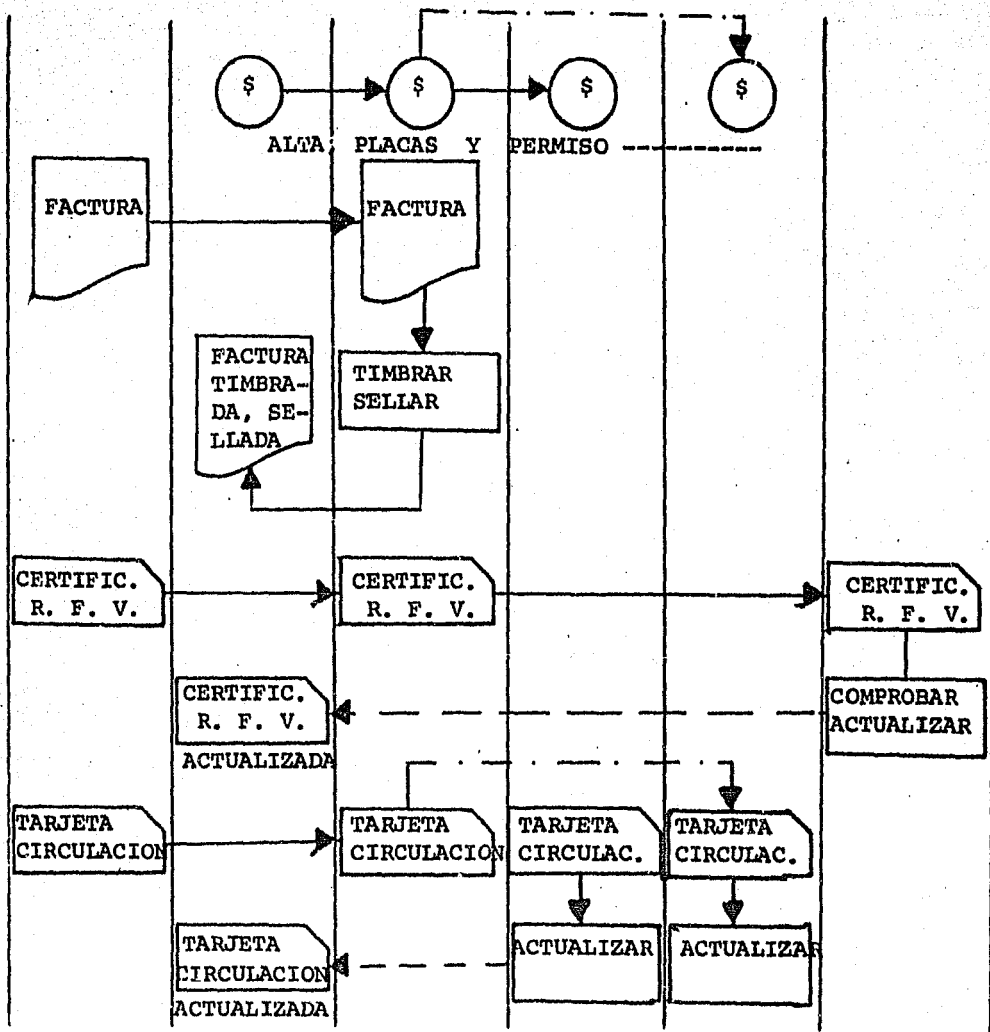 $ $ $ $
ALTA, PLACAS Y PERMISO ----------
FACTURA
FACTURA
FACTURA
TIMBRA-
DA, SE-
LLADA
TIMBRAR
SELLAR
CERTIFIC.
R. F. V.
CERTIFIC.
R. F. V.
CERTIFIC.
R. F. V.
CERTIFIC.
R. F. V.
ACTUALIZADA
COMPROBAR
ACTUALIZAR
TARJETA
CIRCULACION
TARJETA
CIRCULACION
TARJETA
CIRCULAC.
TARJETA
CIRCULAC.
TARJETA
CIRCULACION
ACTUALIZADA
ACTUALIZAR
ACTUALIZAR